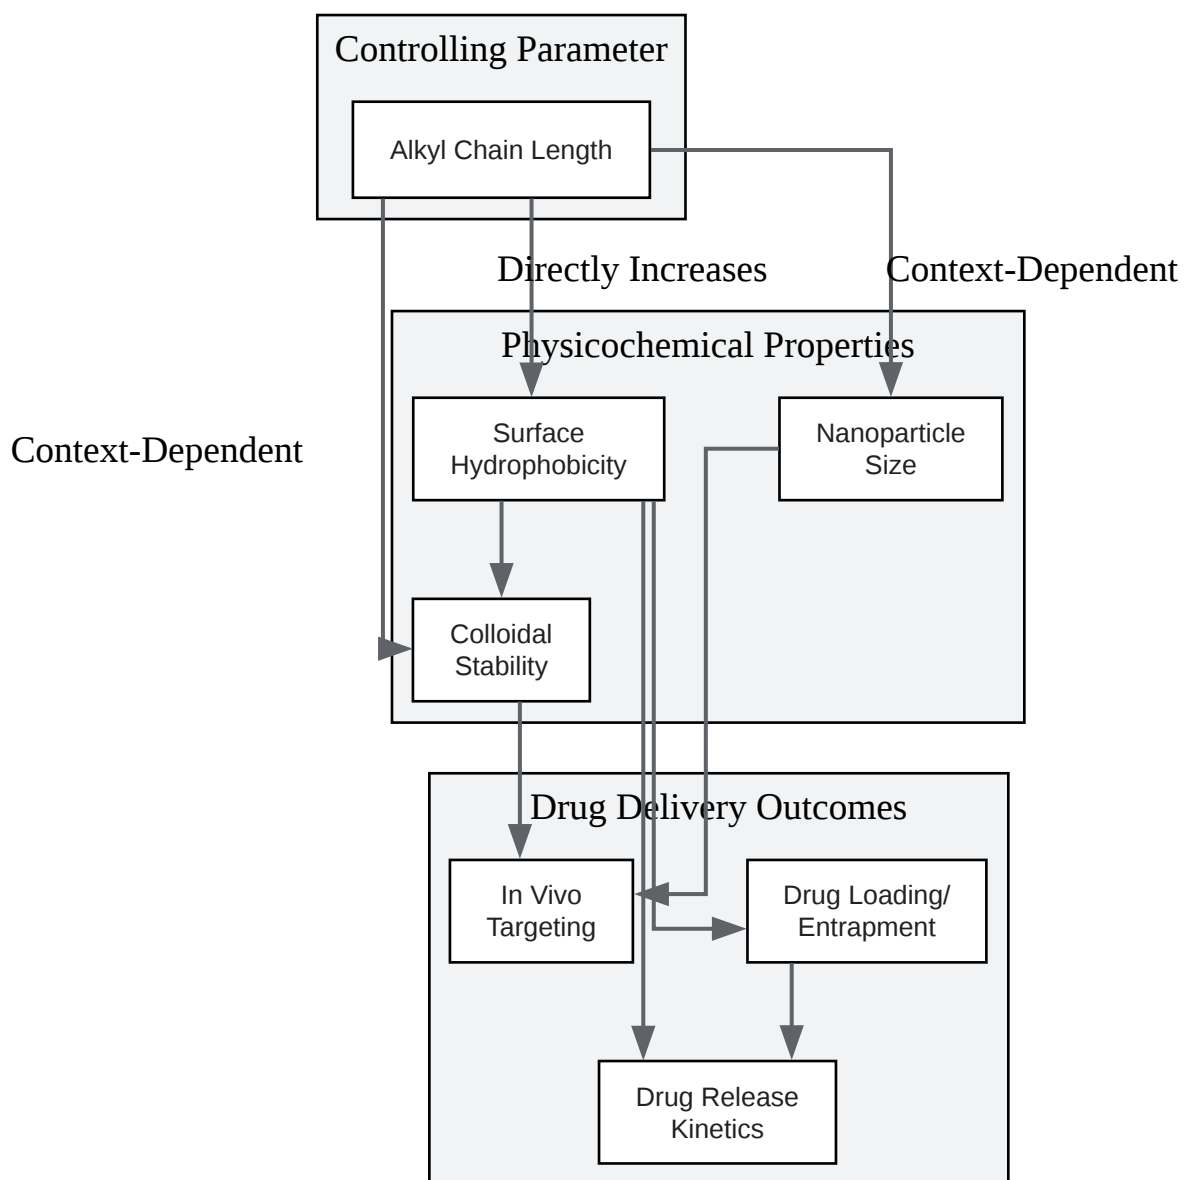 Controlling Parameter
Alkyl Chain Length
Directly Increases
Context-Dependent
Physicochemical Properties
Surface
Hydrophobicity
Nanoparticle
Size
Context-Dependent
Colloidal
Stability
Drug Delivery Outcomes
In Vivo
Targeting
Drug Loading/
Entrapment
Drug Release
Kinetics